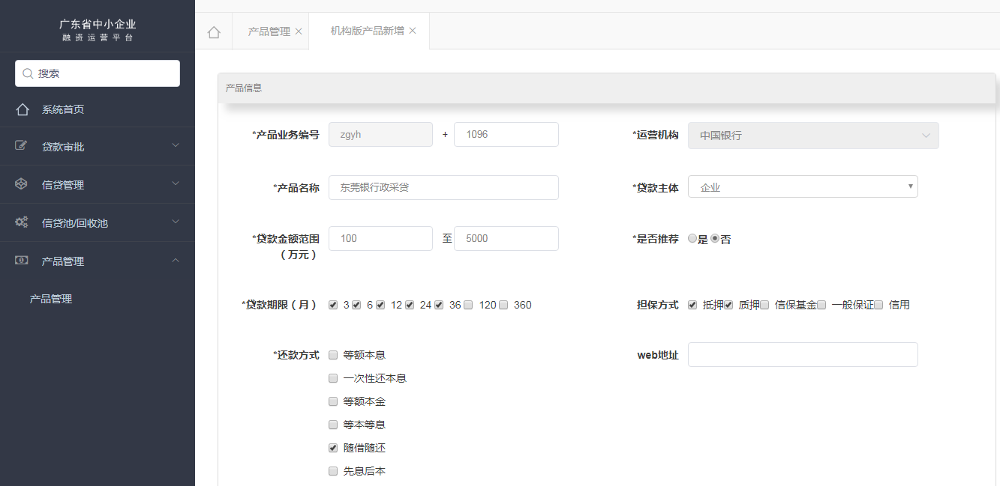 广东省中小企业
融资运营平台
搜索
系统首页
贷款审批
信贷管理
信贷池/回收池
产品管理
产品管理
产品管理
机构版产品新增
产品信息
*产品业务编号 zgyh + 1096 *运营机构 中国银行
*产品名称 东莞银行政采贷 *贷款主体 企业
*贷款金额范围（万元） 100 至 5000 *是否推荐 是 否
*贷款期限（月） 3 6 12 24 36 120 360 担保方式 抵押 质押 信保基金 一般保证 信用
*还款方式 等额本息 web地址
一次性还本息
等额本金
等本等息
随借随还
先息后本